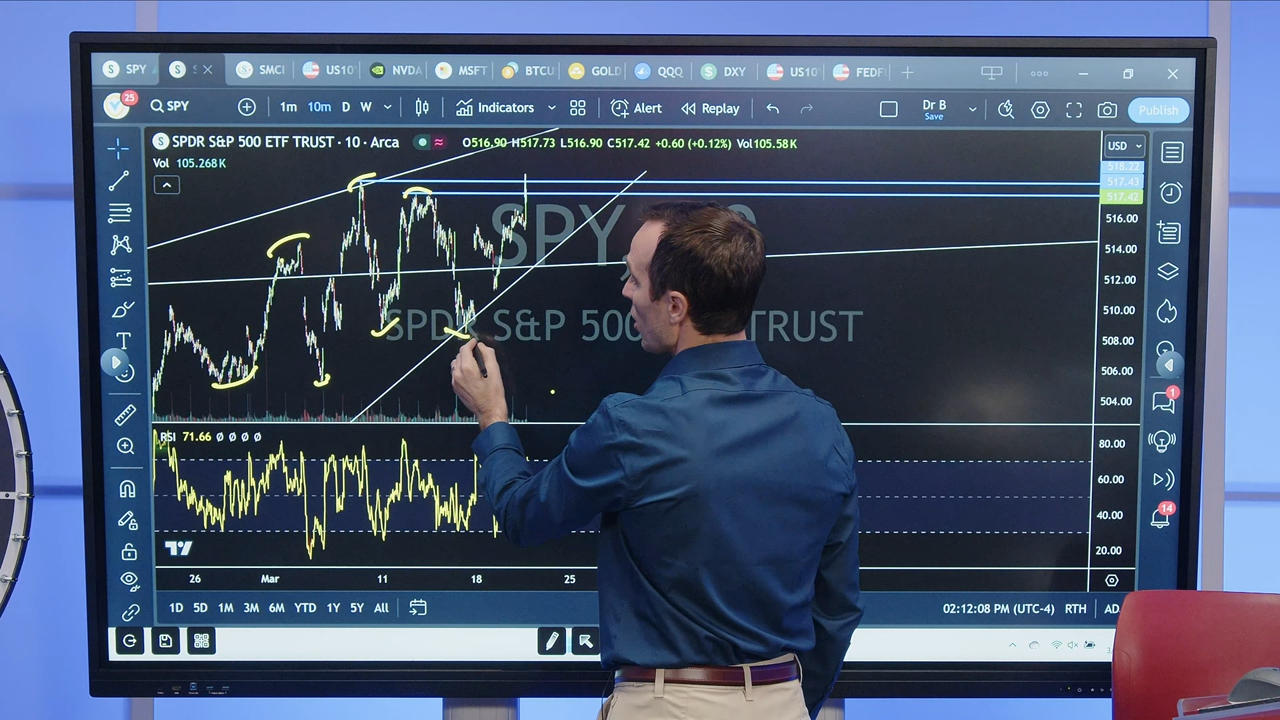 SPY SMCI US10 NVDA MSFT BTCU GOLD QQQ DXY US10 FEDF
25
SPY 1m 10m D W Indicators Alert Replay Dr B Save Publish
SPDR S&P 500 ETF TRUST · 10 · Arca O516.90 H517.73 L516.90 C517.42 +0.60 (+0.12%) Vol105.58K USD
Vol 105.268K
518.22
517.43
517.42
516.00
514.00
512.00
510.00
508.00
506.00
504.00
SPY,
SPDR S&P 500 TRUST
RSI 71.66 Ø Ø Ø Ø
80.00
60.00
40.00
20.00
1
14
26 Mar 11 18 25
1D 5D 1M 3M 6M YTD 1Y 5Y All 02:12:08 PM (UTC-4) RTH AD